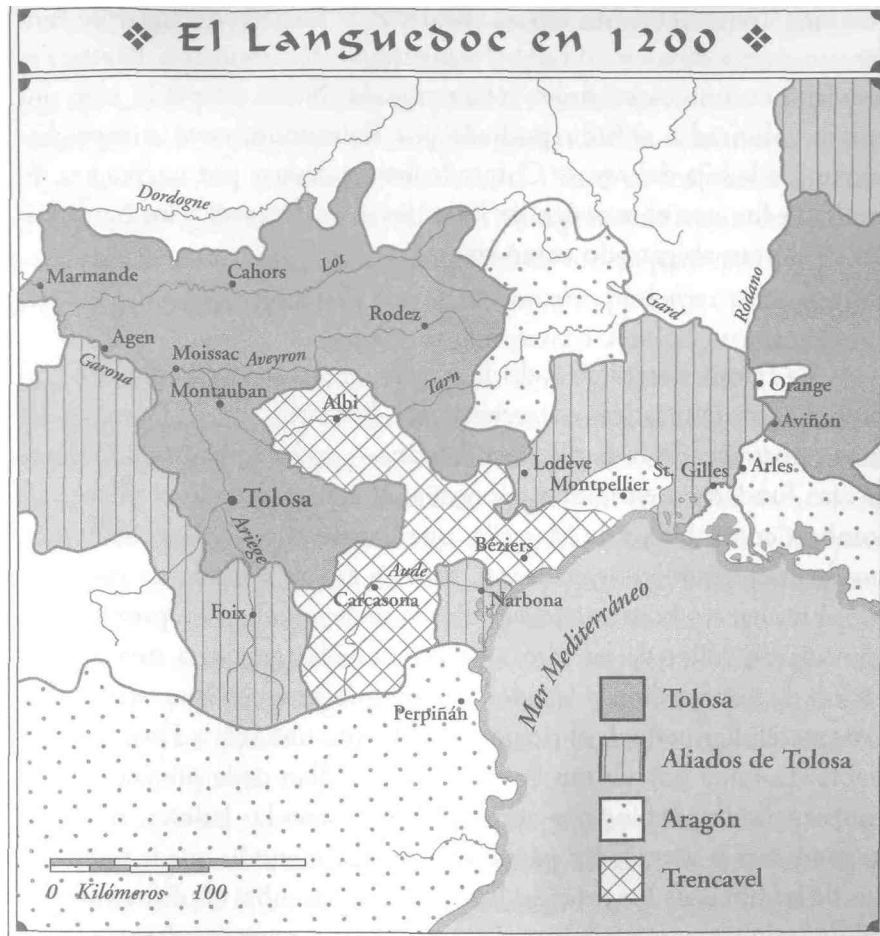 ❖ El Languedoc en 1200 ❖
Dordogne
Marmande
Cahors
Lot
Rodez
Gard
Ródano
Agen
Garona
Moissac
Aveyron
Montauban
Albi
Tarn
Orange
Aviñón
Tolosa
Ariège
Lodève
Montpellier
St. Gilles
Arles
Béziérs
Aude
Carcasona
Narbona
Foix
Mar Mediterráneo
Perpiñán
Tolosa
Aliados de Tolosa
Aragón
Trencavel
0 Kilómeros 100